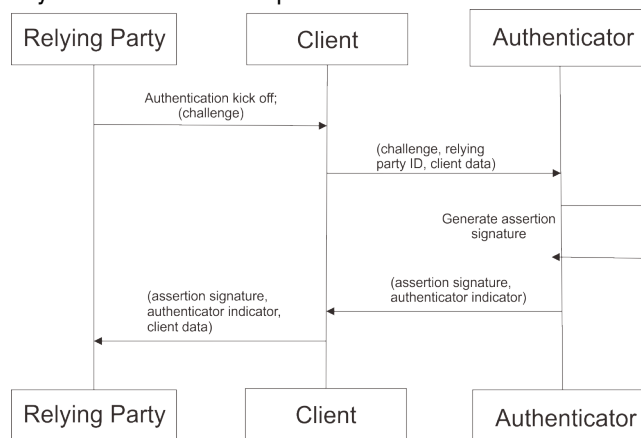 Relying Party
Client
Authenticator
Authentication kick off;
(challenge)
(challenge, relying
party ID, client data)
Generate assertion
signature
(assertion signature,
authenticator indicator)
(assertion signature,
authenticator indicator,
client data)
Relying Party
Client
Authenticator